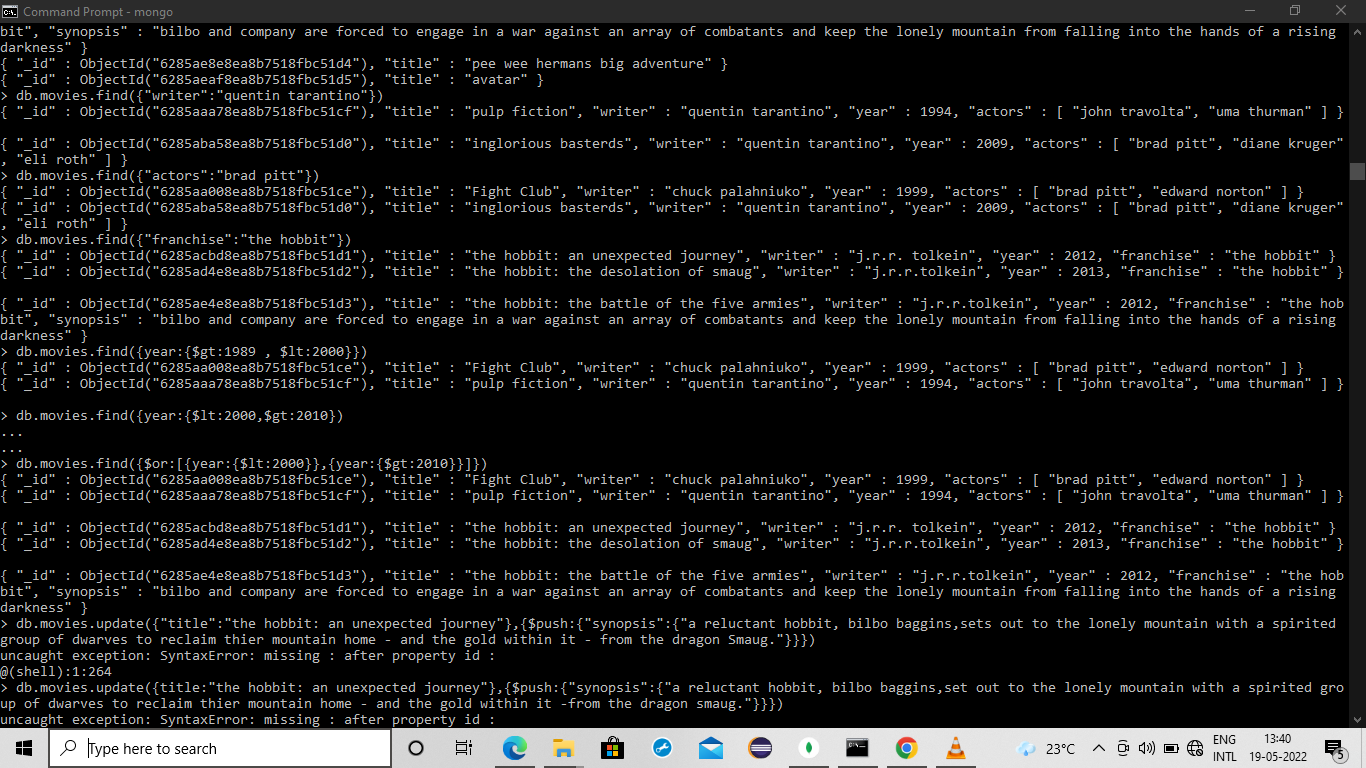 Command Prompt - mongo
bit", "synopsis" : "bilbo and company are forced to engage in a war against an array of combatants and keep the lonely mountain from falling into the hands of a rising
darkness" }
{ "_id" : ObjectId("6285ae8e8ea8b7518fbc51d4"), "title" : "pee wee hermans big adventure" }
{ "_id" : ObjectId("6285aeaf8ea8b7518fbc51d5"), "title" : "avatar" }
> db.movies.find({"writer":"quentin tarantino"})
{ "_id" : ObjectId("6285aaa78ea8b7518fbc51cf"), "title" : "pulp fiction", "writer" : "quentin tarantino", "year" : 1994, "actors" : [ "john travolta", "uma thurman" ] }
{ "_id" : ObjectId("6285aba58ea8b7518fbc51d0"), "title" : "inglorious basterds", "writer" : "quentin tarantino", "year" : 2009, "actors" : [ "brad pitt", "diane kruger"
, "eli roth" ] }
> db.movies.find({"actors":"brad pitt"})
{ "_id" : ObjectId("6285aa008ea8b7518fbc51ce"), "title" : "Fight Club", "writer" : "chuck palahniuko", "year" : 1999, "actors" : [ "brad pitt", "edward norton" ] }
{ "_id" : ObjectId("6285aba58ea8b7518fbc51d0"), "title" : "inglorious basterds", "writer" : "quentin tarantino", "year" : 2009, "actors" : [ "brad pitt", "diane kruger"
, "eli roth" ] }
> db.movies.find({"franchise":"the hobbit"})
{ "_id" : ObjectId("6285acbd8ea8b7518fbc51d1"), "title" : "the hobbit: an unexpected journey", "writer" : "j.r.r. tolkein", "year" : 2012, "franchise" : "the hobbit" }
{ "_id" : ObjectId("6285ad4e8ea8b7518fbc51d2"), "title" : "the hobbit: the desolation of smaug", "writer" : "j.r.r.tolkein", "year" : 2013, "franchise" : "the hobbit" }
{ "_id" : ObjectId("6285ae4e8ea8b7518fbc51d3"), "title" : "the hobbit: the battle of the five armies", "writer" : "j.r.r.tolkein", "year" : 2012, "franchise" : "the hob
bit", "synopsis" : "bilbo and company are forced to engage in a war against an array of combatants and keep the lonely mountain from falling into the hands of a rising
darkness" }
> db.movies.find({year:{$gt:1989 , $lt:2000}})
{ "_id" : ObjectId("6285aa008ea8b7518fbc51ce"), "title" : "Fight Club", "writer" : "chuck palahniuko", "year" : 1999, "actors" : [ "brad pitt", "edward norton" ] }
{ "_id" : ObjectId("6285aaa78ea8b7518fbc51cf"), "title" : "pulp fiction", "writer" : "quentin tarantino", "year" : 1994, "actors" : [ "john travolta", "uma thurman" ] }
> db.movies.find({year:{$lt:2000,$gt:2010})
...
...
> db.movies.find({$or:[{year:{$lt:2000}},{year:{$gt:2010}}]})
{ "_id" : ObjectId("6285aa008ea8b7518fbc51ce"), "title" : "Fight Club", "writer" : "chuck palahniuko", "year" : 1999, "actors" : [ "brad pitt", "edward norton" ] }
{ "_id" : ObjectId("6285aaa78ea8b7518fbc51cf"), "title" : "pulp fiction", "writer" : "quentin tarantino", "year" : 1994, "actors" : [ "john travolta", "uma thurman" ] }
{ "_id" : ObjectId("6285acbd8ea8b7518fbc51d1"), "title" : "the hobbit: an unexpected journey", "writer" : "j.r.r. tolkein", "year" : 2012, "franchise" : "the hobbit" }
{ "_id" : ObjectId("6285ad4e8ea8b7518fbc51d2"), "title" : "the hobbit: the desolation of smaug", "writer" : "j.r.r.tolkein", "year" : 2013, "franchise" : "the hobbit" }
{ "_id" : ObjectId("6285ae4e8ea8b7518fbc51d3"), "title" : "the hobbit: the battle of the five armies", "writer" : "j.r.r.tolkein", "year" : 2012, "franchise" : "the hob
bit", "synopsis" : "bilbo and company are forced to engage in a war against an array of combatants and keep the lonely mountain from falling into the hands of a rising
darkness" }
> db.movies.update({"title":"the hobbit: an unexpected journey"},{$push:{"synopsis":{"a reluctant hobbit, bilbo baggins,sets out to the lonely mountain with a spirited
group of dwarves to reclaim thier mountain home - and the gold within it - from the dragon Smaug."}}})
uncaught exception: SyntaxError: missing : after property id :
@(shell):1:264
> db.movies.update({title:"the hobbit: an unexpected journey"},{$push:{"synopsis":{"a reluctant hobbit, bilbo baggins,set out to the lonely mountain with a spirited gro
up of dwarves to reclaim thier mountain home - and the gold within it -from the dragon smaug."}}})
uncaught exception: SyntaxError: missing : after property id :
Type here to search
23°C
ENG
INTL
13:40
19-05-2022
5